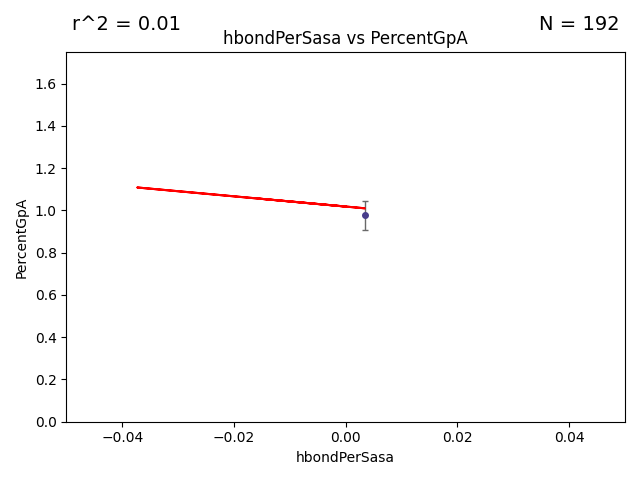 r^2 = 0.01
N = 192
hbondPerSasa vs PercentGpA
PercentGpA
1.6
1.4
1.2
1.0
0.8
0.6
0.4
0.2
0.0
−0.04
−0.02
0.00
0.02
0.04
hbondPerSasa